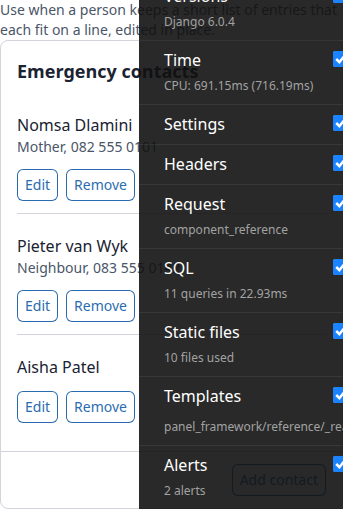 Use when a person keeps a short list of entries that
each fit on a line, edited in place.
Emergency contacts
Nomsa Dlamini
Mother, 082 555 0101
Edit
Remove
Pieter van Wyk
Neighbour, 083 555
Edit
Remove
Aisha Patel
Edit
Remove
Add contact
Versions
Django 6.0.4
Time
CPU: 691.15ms (716.19ms)
Settings
Headers
Request
component_reference
SQL
11 queries in 22.93ms
Static files
10 files used
Templates
panel_framework/reference/_re
Alerts
2 alerts